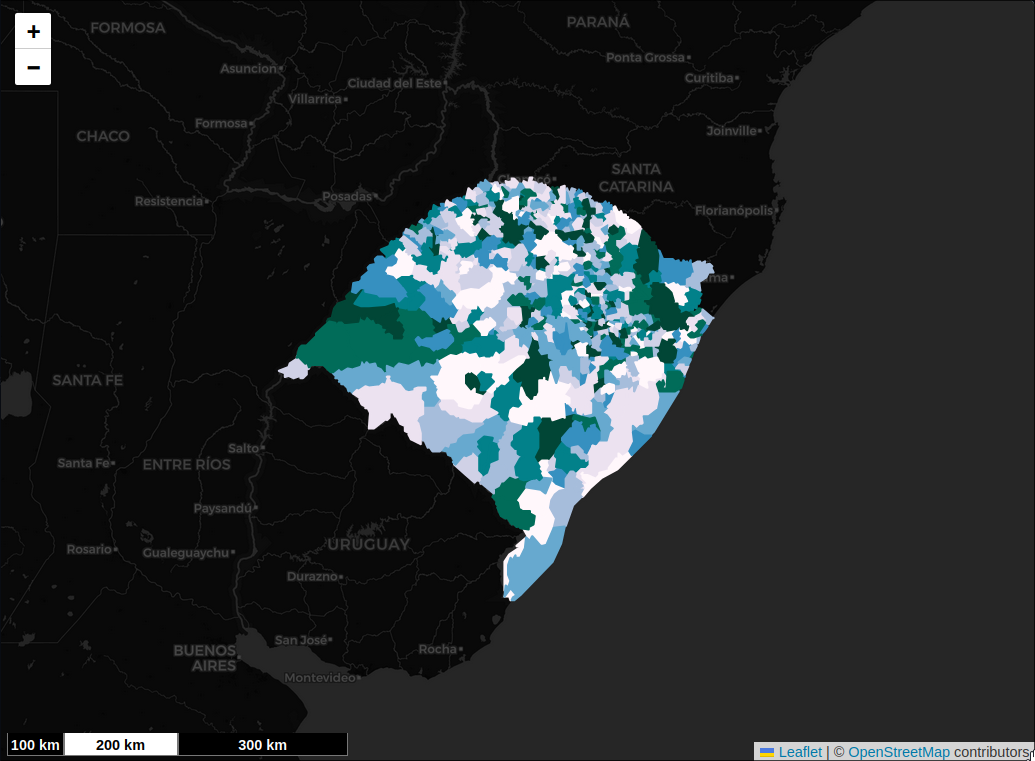 +
−
FORMOSA
PARANÁ
Ponta Grossa
Asuncion
Curitiba
Ciudad del Este
Villarrica
Formosa
Joinville
CHACO
SANTA
CATARINA
Posadas
Resistencia
Florianópolis
ma
SANTA FE
Salto
Santa Fe
ENTRE RÍOS
Paysandú
URUGUAY
Rosario
Gualeguaychu
Durazno
San José
BUENOS
AIRES
Rocha
Montevideo
100 km 200 km 300 km
Leaflet | © OpenStreetMap contributors